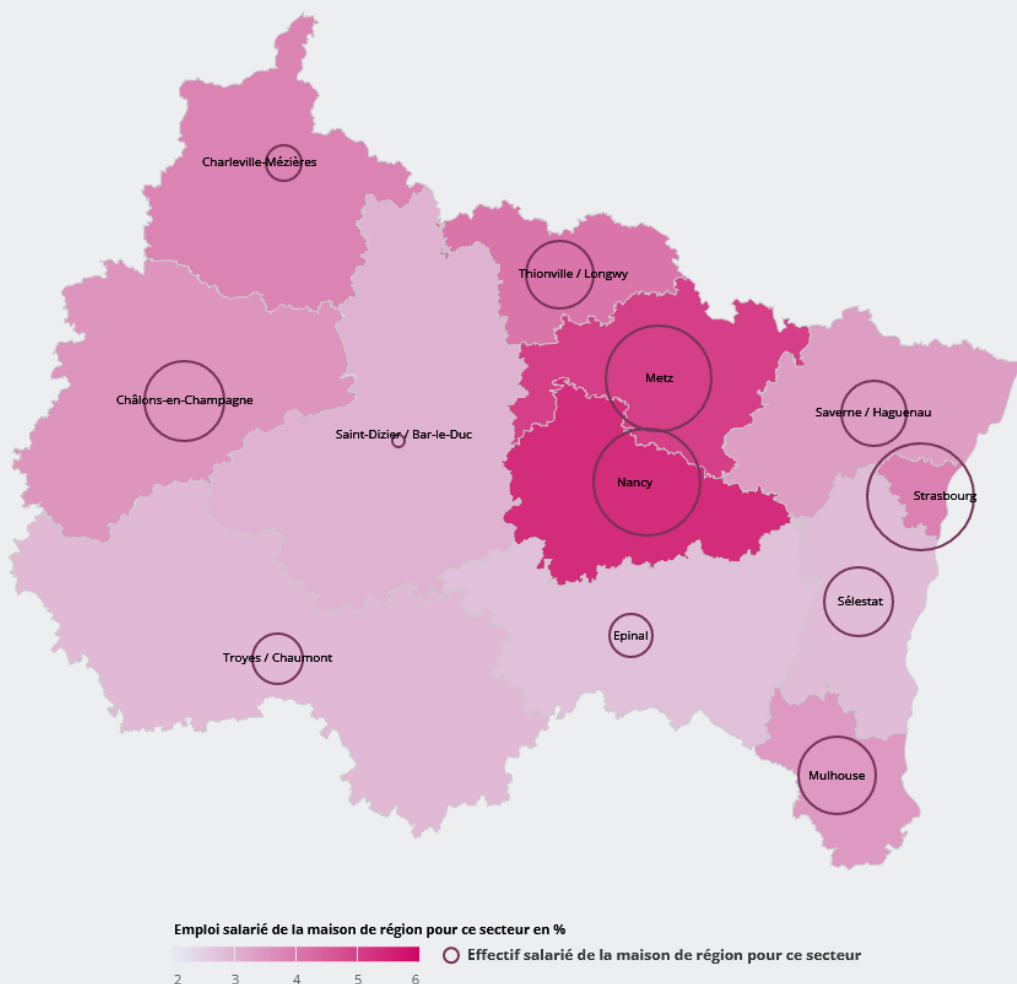 Charleville-Mézières
Thionville / Longwy
Metz
Châlons-en-Champagne
Saverne / Haguenau
Saint-Dizier / Bar-le-Duc
Nancy
Strasbourg
Sélestat
Epinal
Troyes / Chaumont
Mulhouse
Emploi salarié de la maison de région pour ce secteur en %
Effectif salarié de la maison de région pour ce secteur
2 3 4 5 6